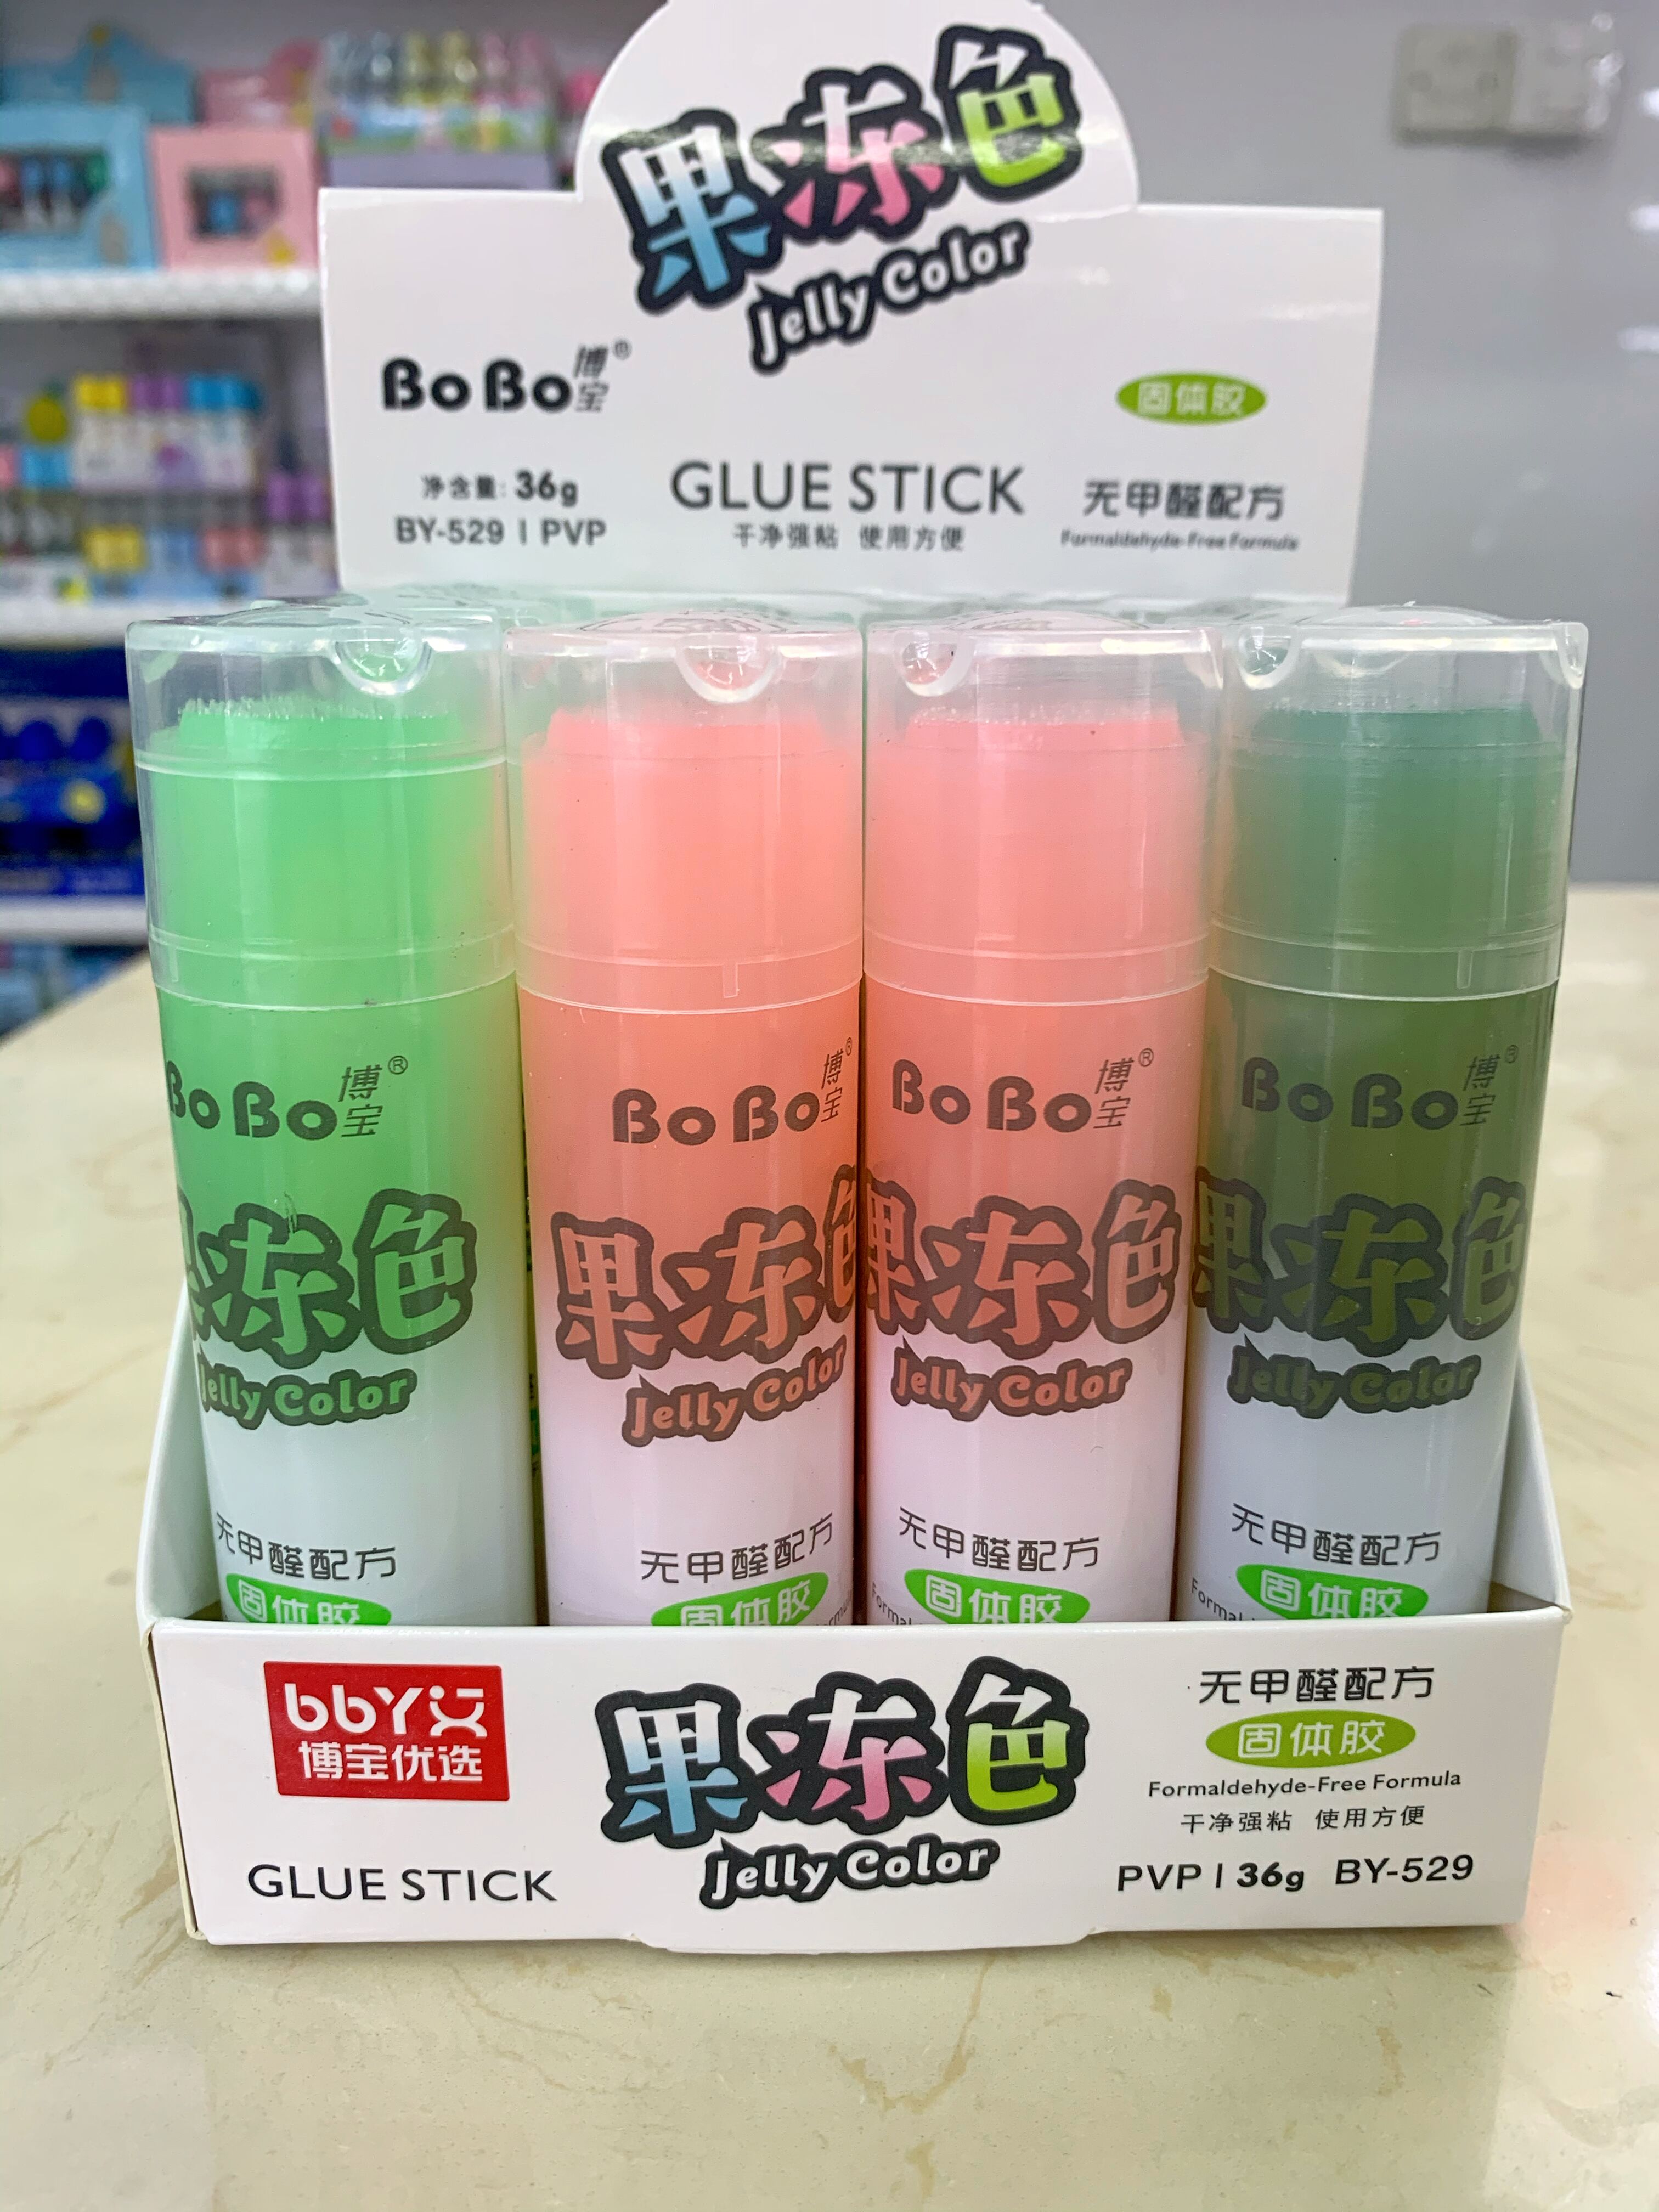 果冻色
Jelly Color
BoBo博宝®
固体胶
净含量: 36g
GLUE STICK
无甲醛配方
BY-529 | PVP
干净强粘 使用方便
Formaldehyde-Free Formula
BoBo博宝®
冻色
Jelly Color
无甲醛配方
固体胶
BoBo博宝®
果冻色
Jelly Color
无甲醛配方
固体胶
BoBo博宝®
果冻色
Jelly Color
无甲醛配方
固体胶
BoBo博宝®
果冻色
Jelly Color
无甲醛配方
固体胶
bbY
博宝优选
GLUE STICK
果冻色
Jelly Color
无甲醛配方
固体胶
Formaldehyde-Free Formula
干净强粘 使用方便
PVP | 36g BY-529